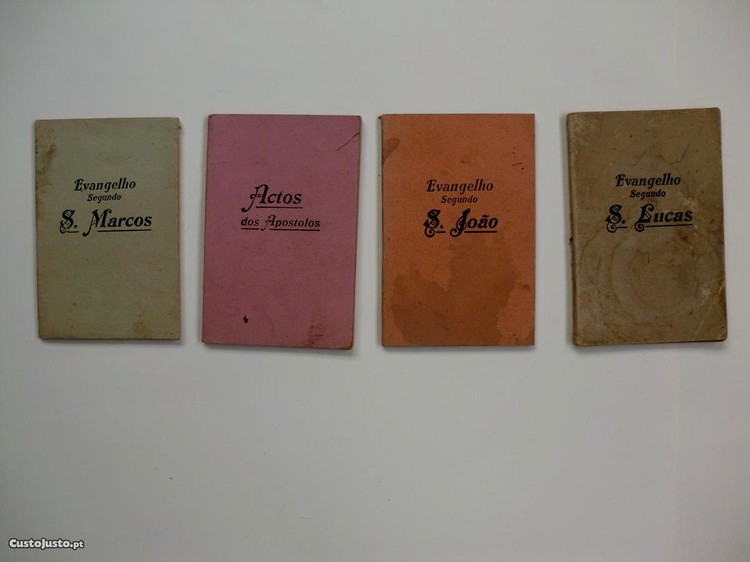 Evangelho
Segundo
S. Marcos
Actos
dos Apostolos
Evangelho
Segundo
S. João
Evangelho
Segundo
S. Lucas
CustoJusto.pt